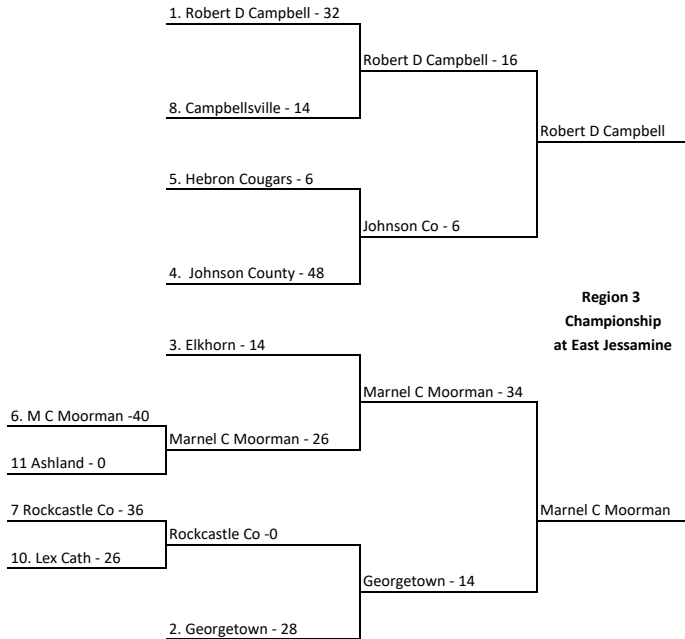 1. Robert D Campbell - 32
Robert D Campbell - 16
8. Campbellsville - 14
Robert D Campbell
5. Hebron Cougars - 6
Johnson Co - 6
4.  Johnson County - 48
Region 3
Championship
at East Jessamine
3. Elkhorn - 14
Marnel C Moorman - 34
6. M C Moorman -40
Marnel C Moorman - 26
11 Ashland - 0
7 Rockcastle Co - 36
Marnel C Moorman
Rockcastle Co -0
10. Lex Cath - 26
Georgetown - 14
2. Georgetown - 28